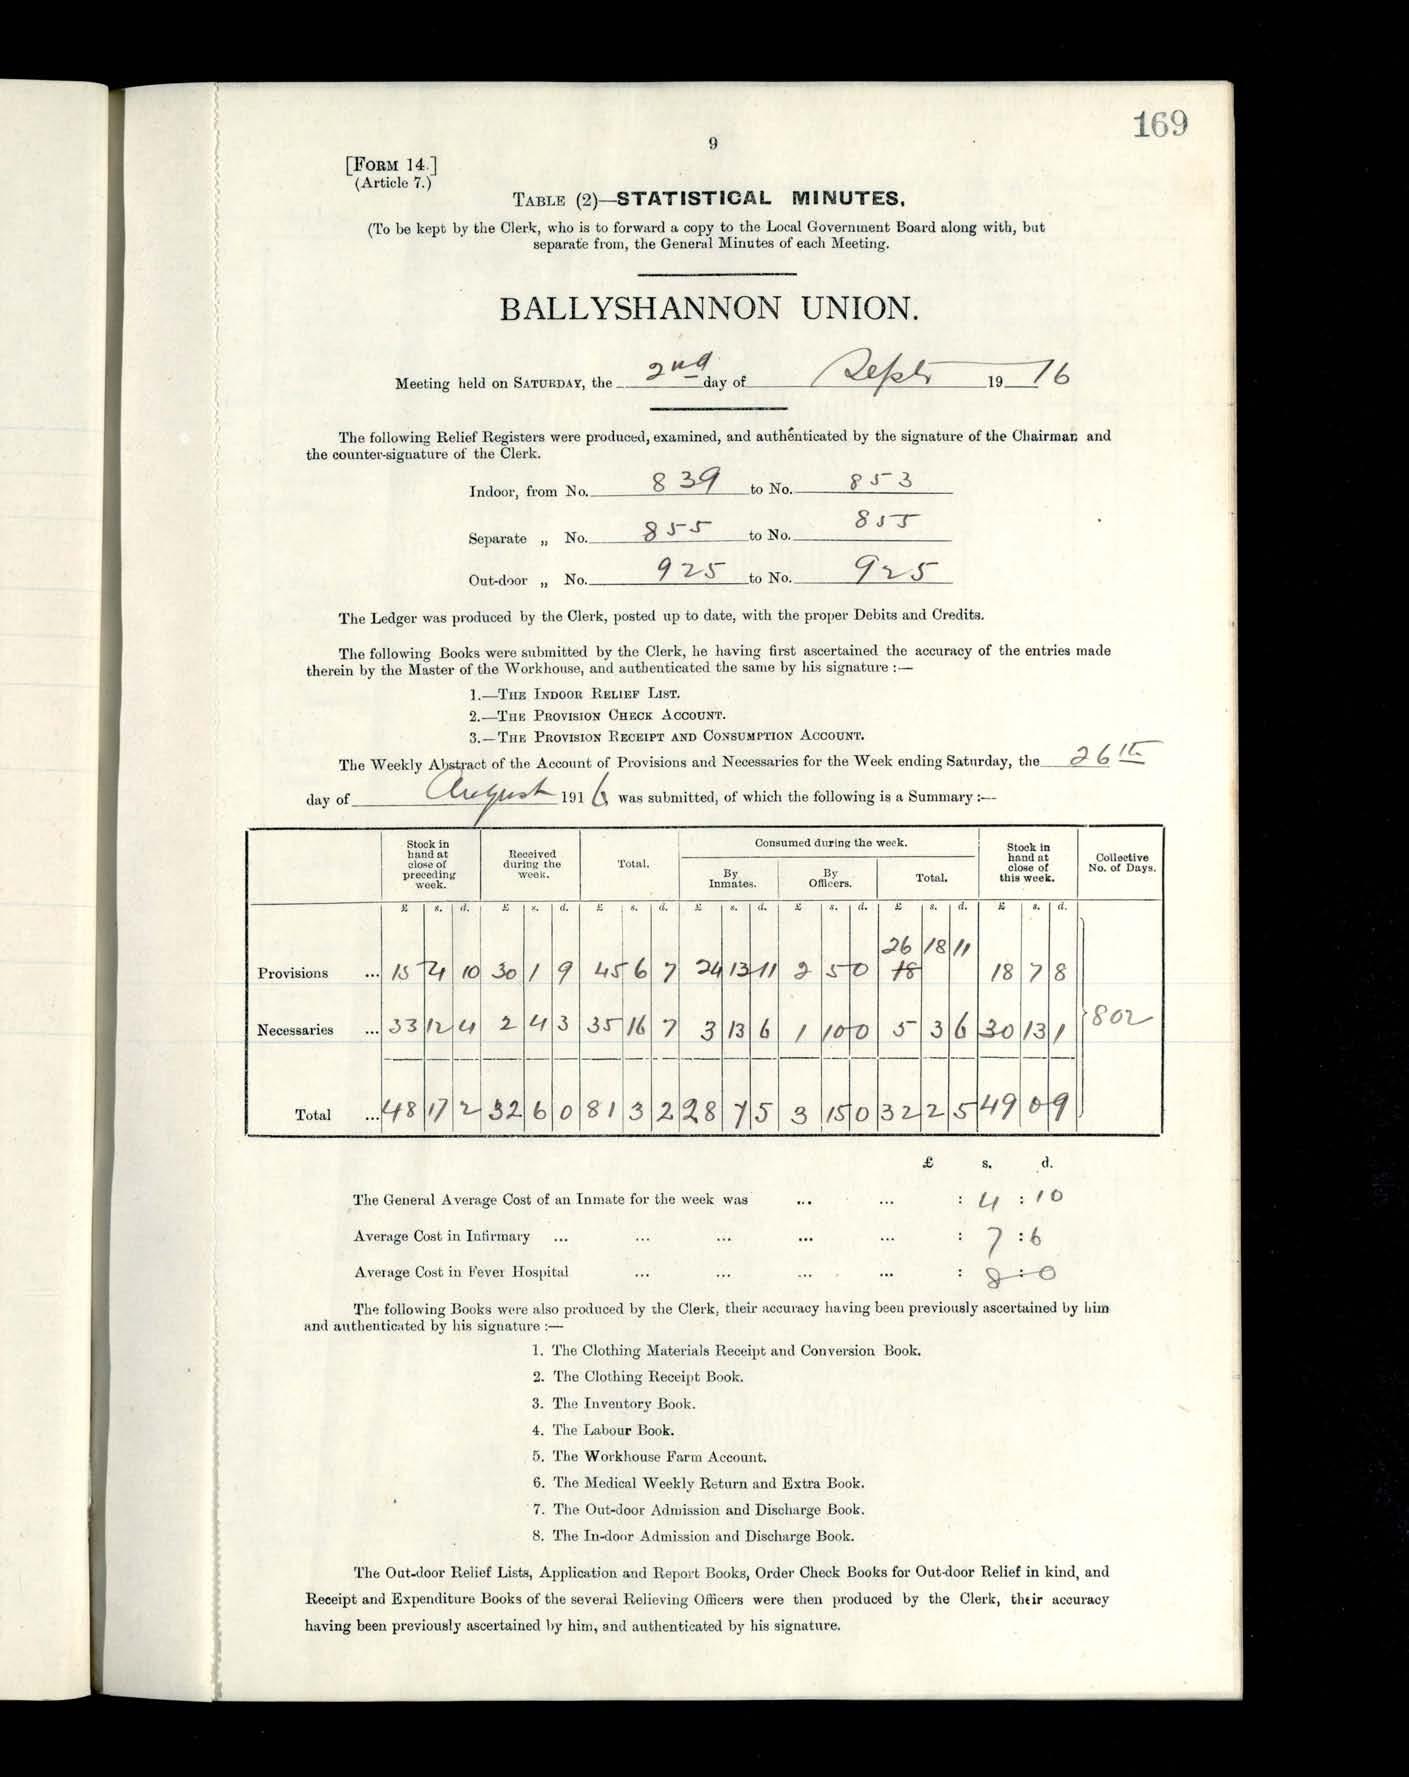 169
9
[FORM 14.]
(Article 7.)
TABLE (2)—STATISTICAL MINUTES.
(To be kept by the Clerk, who is to forward a copy to the Local Government Board along with, but
separate from, the General Minutes of each Meeting.
BALLYSHANNON UNION.
Meeting held on SATURDAY, the 2nd day of Septr 1916
The following Relief Registers were produced, examined, and authenticated by the signature of the Chairman and
the counter-signature of the Clerk.
Indoor, from No. 839 to No. 853
Separate „ No. 855 to No. 855
Out-door „ No. 925 to No. 925
The Ledger was produced by the Clerk, posted up to date, with the proper Debits and Credits.
The following Books were submitted by the Clerk, he having first ascertained the accuracy of the entries made
therein by the Master of the Workhouse, and authenticated the same by his signature :—
1.—THE INDOOR RELIEF LIST.
2.—THE PROVISION CHECK ACCOUNT.
3.—THE PROVISION RECEIPT AND CONSUMPTION ACCOUNT.
The Weekly Abstract of the Account of Provisions and Necessaries for the Week ending Saturday, the 26th
day of August 1916 was submitted, of which the following is a Summary :—
Stock in hand at close of preceding week. Received during the week. Total. Consumed during the week. By Inmates. By Officers. Total. Stock in hand at close of this week. Collective No. of Days.
£ s. d. £ s. d. £ s. d. £ s. d. £ s. d. £ s. d. £ s. d.
26 18 11
Provisions ... 15 4 10 30 1 9 45 6 7 24 13 11 2 5 0 18 18 7 8
Necessaries ... 33 12 4 2 4 3 35 16 7 3 13 6 1 10 0 5 3 6 30 13 1 802
Total ... 48 17 2 32 6 0 81 3 2 28 7 5 3 15 0 32 2 5 49 0 9
£ s. d.
The General Average Cost of an Inmate for the week was ... ... : 4 : 10
Average Cost in Infirmary ... ... ... ... ... : 7 : 6
Average Cost in Fever Hospital ... ... ... ... : 8 : 0
The following Books were also produced by the Clerk, their accuracy having been previously ascertained by him
and authenticated by his signature :—
1. The Clothing Materials Receipt and Conversion Book.
2. The Clothing Receipt Book.
3. The Inventory Book.
4. The Labour Book.
5. The Workhouse Farm Account.
6. The Medical Weekly Return and Extra Book.
7. The Out-door Admission and Discharge Book.
8. The In-door Admission and Discharge Book.
The Out-door Relief Lists, Application and Report Books, Order Check Books for Out-door Relief in kind, and
Receipt and Expenditure Books of the several Relieving Officers were then produced by the Clerk, their accuracy
having been previously ascertained by him, and authenticated by his signature.